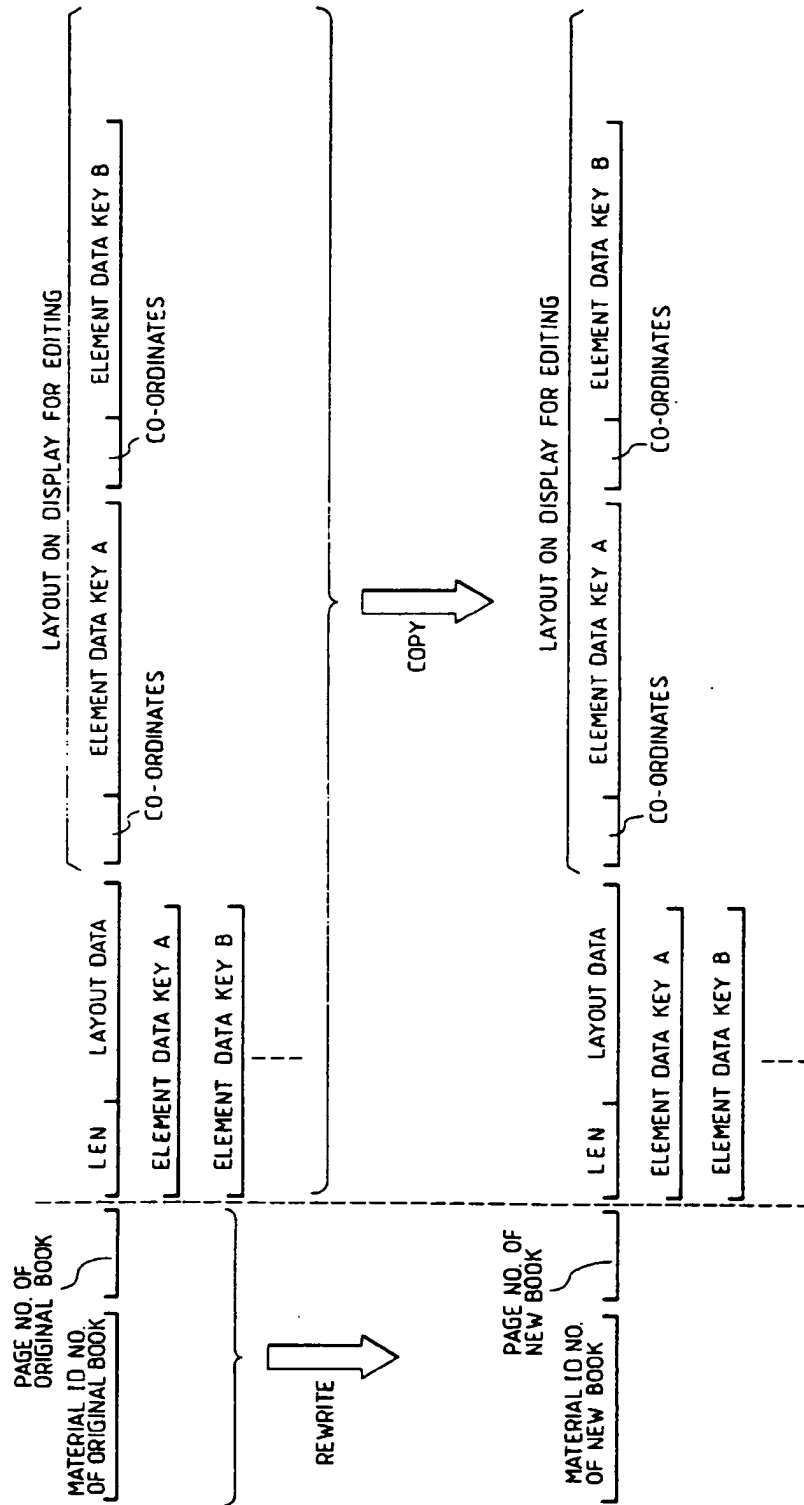 PAGE NO. OF
ORIGINAL BOOK
MATERIAL ID NO.
OF ORIGINAL BOOK
LEN
LAYOUT DATA
ELEMENT DATA KEY A
ELEMENT DATA KEY B
LAYOUT ON DISPLAY FOR EDITING
ELEMENT DATA KEY A
CO-ORDINATES
ELEMENT DATA KEY B
CO-ORDINATES
REWRITE
COPY
PAGE NO. OF
NEW BOOK
MATERIAL ID NO.
OF NEW BOOK
LEN
LAYOUT DATA
ELEMENT DATA KEY A
ELEMENT DATA KEY B
LAYOUT ON DISPLAY FOR EDITING
ELEMENT DATA KEY A
CO-ORDINATES
ELEMENT DATA KEY B
CO-ORDINATES